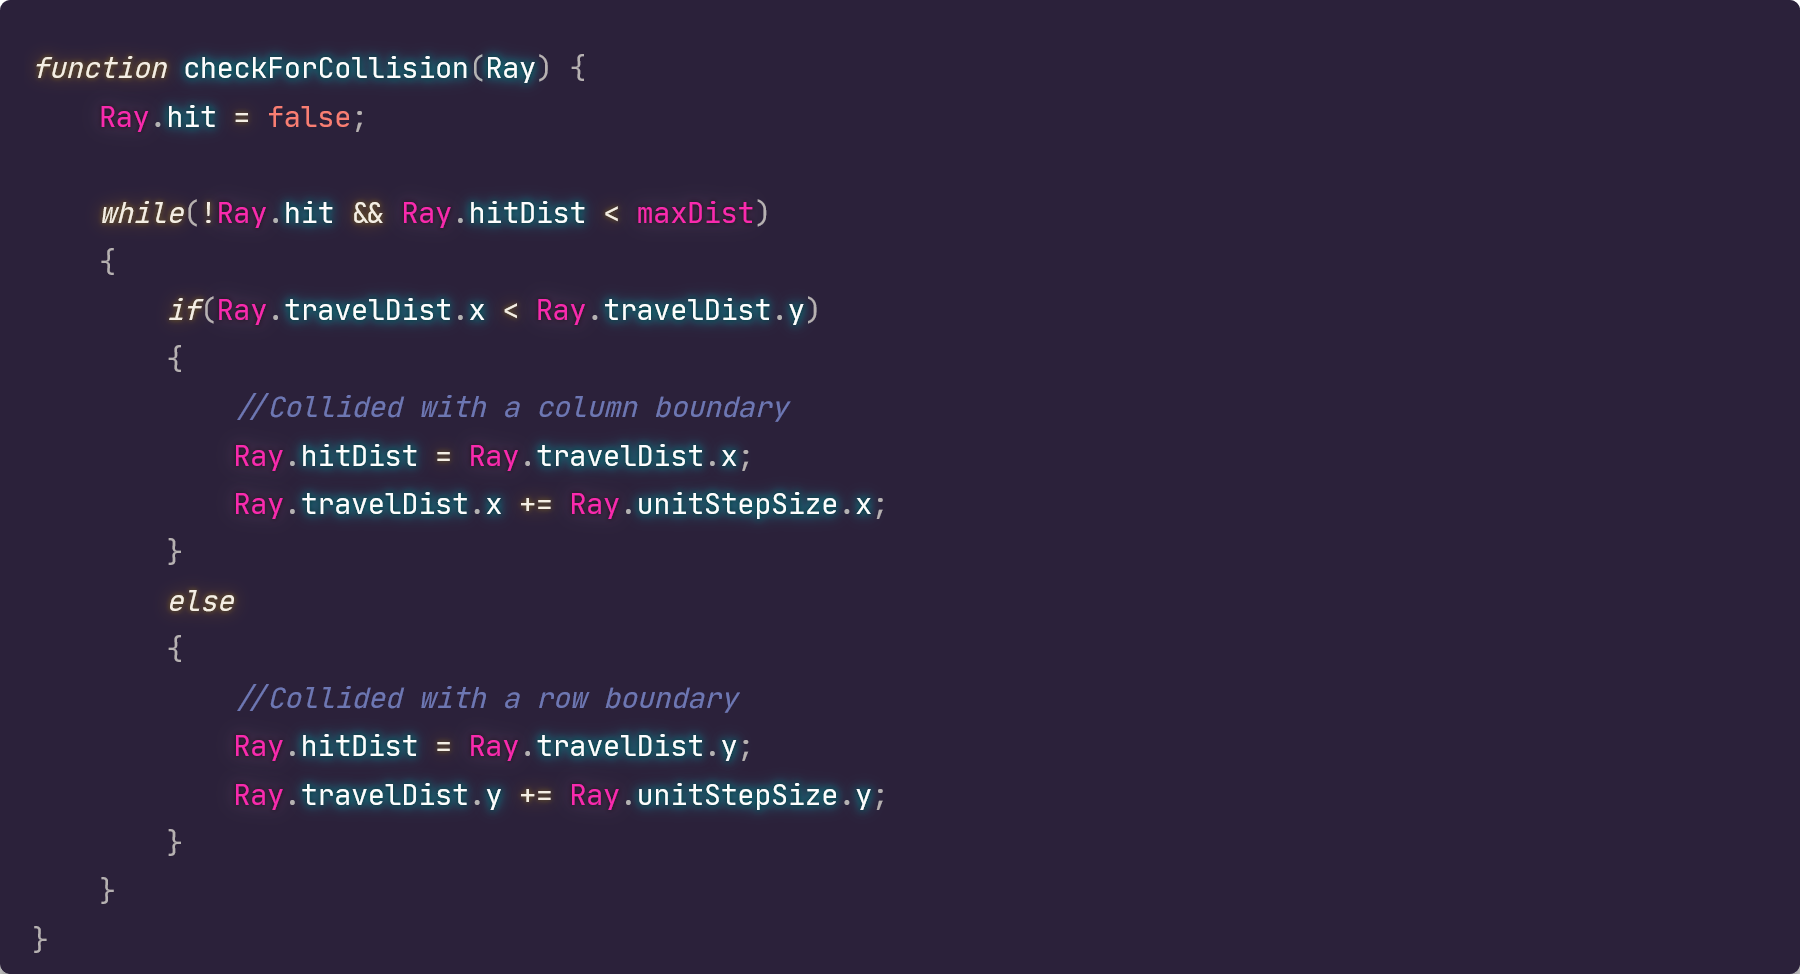 function checkForCollision(Ray) {
    Ray.hit = false;

    while(!Ray.hit && Ray.hitDist < maxDist)
    {
        if(Ray.travelDist.x < Ray.travelDist.y)
        {
            //Collided with a column boundary
            Ray.hitDist = Ray.travelDist.x;
            Ray.travelDist.x += Ray.unitStepSize.x;
        }
        else
        {
            //Collided with a row boundary
            Ray.hitDist = Ray.travelDist.y;
            Ray.travelDist.y += Ray.unitStepSize.y;
        }
    }
}